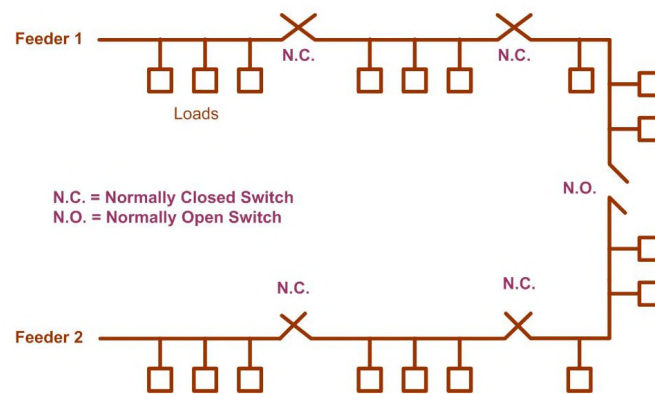 Feeder 1
N.C.
N.C.
Loads
N.C. = Normally Closed Switch
N.O. = Normally Open Switch
N.O.
N.C.
N.C.
Feeder 2